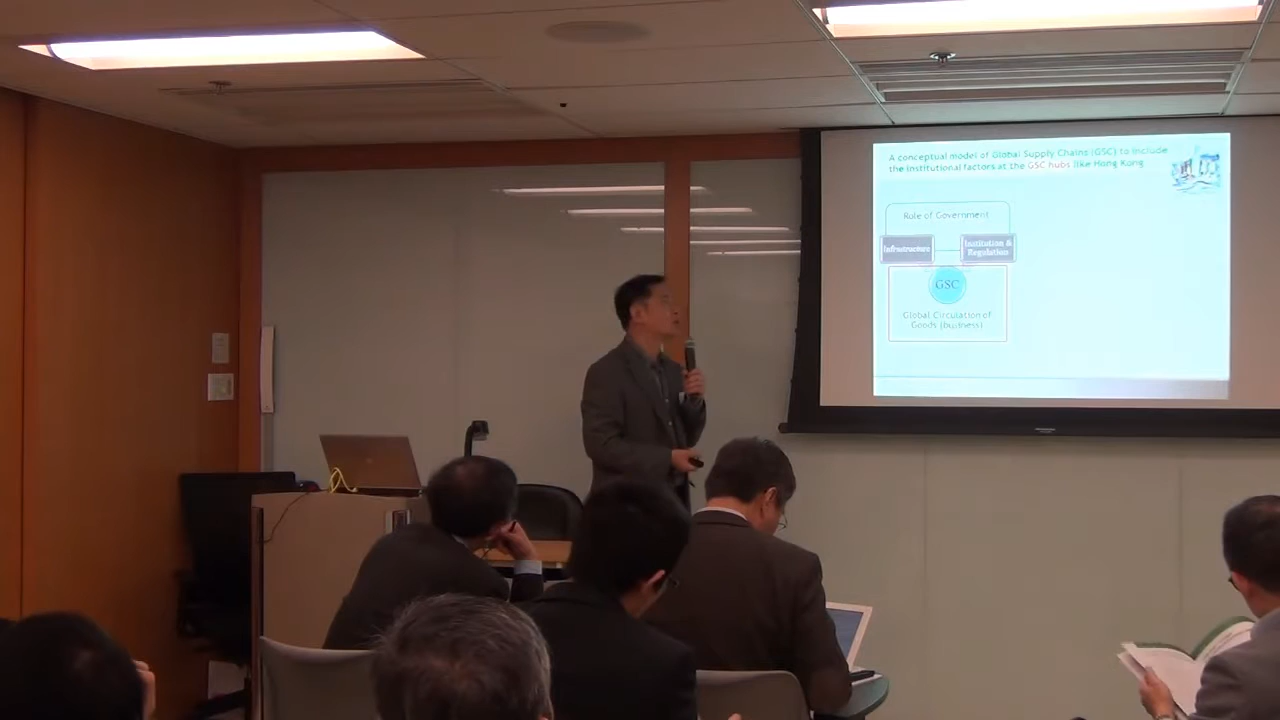 A conceptual model of Global Supply Chains (GSC) to include
the institutional factors at the GSC hubs like Hong Kong
Role of Government
Infrastructure
Institution &
Regulation
GSC
Global Circulation of
Goods (business)